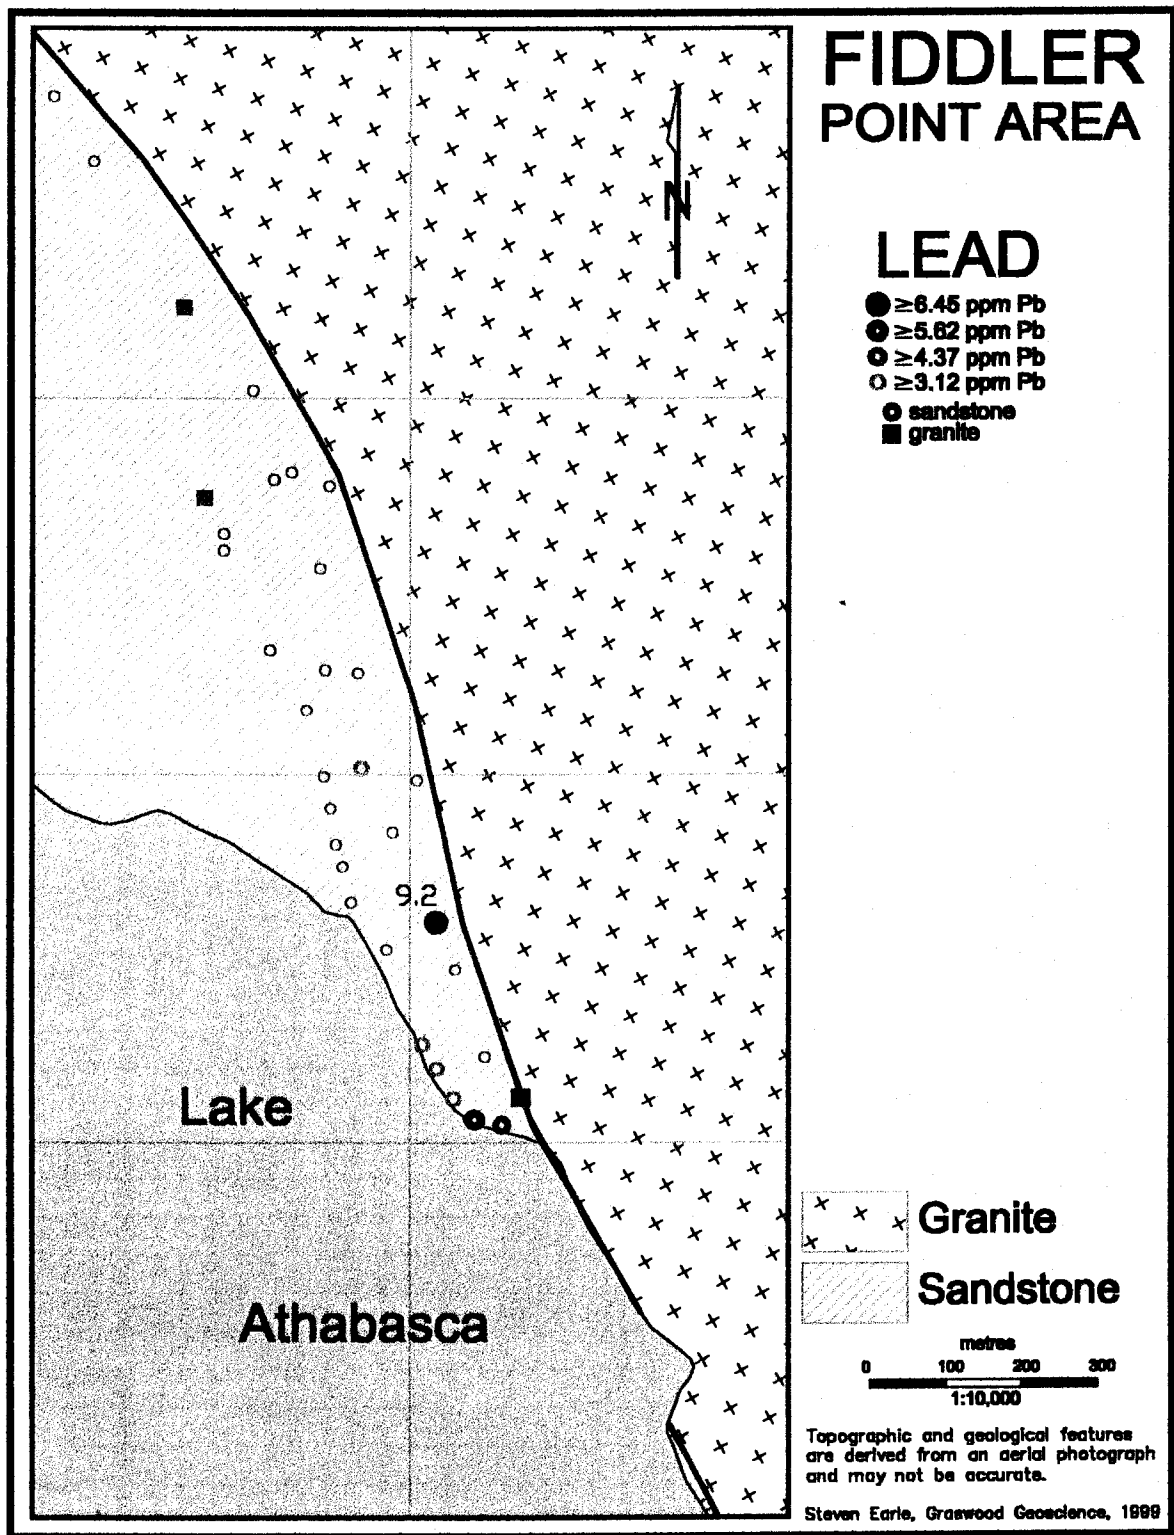 FIDDLER
POINT AREA
N
LEAD
≥6.45 ppm Pb
≥5.62 ppm Pb
≥4.37 ppm Pb
≥3.12 ppm Pb
sandstone
granite
9.2
Lake
Athabasca
Granite
Sandstone
metres
0 100 200 300
1:10,000
Topographic and geological features
are derived from an aerial photograph
and may not be accurate.
Steven Earle, Graswood Geoscience, 1999